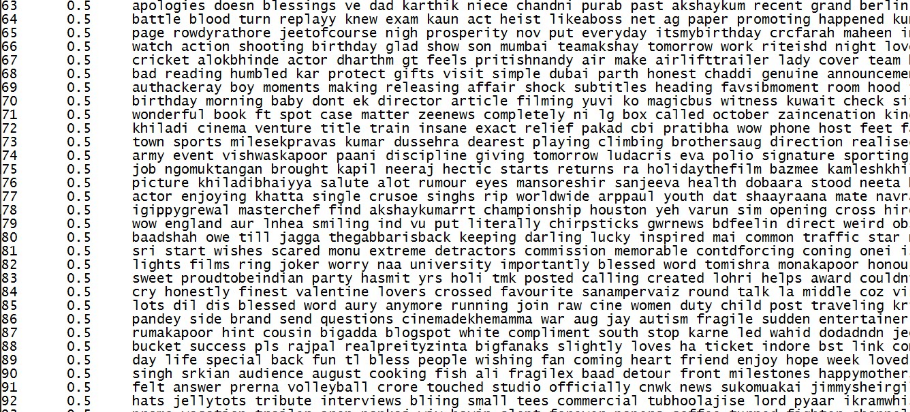 63 0.5 apologies doesn blessings ve dad karthik niece chandni purab past akshaykum recent grand berlin
64 0.5 battle blood turn replayy knew exam kaun act heist likeaboss net ag paper promoting happened
65 0.5 page rowdyrathore jeetofcourse nigh prosperity nov put everyday itsmybirthday crcfarah maheen
66 0.5 watch action shooting birthday glad show son mumbai teamakshay tomorrow work riteishd night
67 0.5 cricket alokbhinde actor dharthm gt feels pritishnandy air make airlifttrailer lady cover team
68 0.5 bad reading humbled kar protect gifts visit simple dubai parth honest chaddi genuine
69 0.5 authackeray boy moments making releasing affair shock subtitles heading favsibmoment room hood
70 0.5 birthday morning baby dont ek director article filming yuvi ko magicbus witness kuwait check
71 0.5 wonderful book ft spot case matter zeenews completely ni lg box called october zaincenation
72 0.5 khiladi cinema venture title train insane exact relief pakad cbi pratibha wow phone host feet
73 0.5 town sports milesekpravas kumar dussehra dearest playing climbing brothersaug direction
74 0.5 army event vishwaskapoor paani discipline giving tomorrow ludacris eva polio signature sporting
75 0.5 job ngomuktangan brought kapil neeraj hectic starts returns ra holidaythefilm bazmee
76 0.5 picture khiladibhaiyya salute alot rumour eyes mansoreshir sanjeeva health dobaara stood neeta
77 0.5 actor enjoying khatta single crusoe singhs rip worldwide arppaul youth dat shaayraana mate
78 0.5 igippygrewal masterchef find akshaykumarrt championship houston yeh varun sim opening cross
79 0.5 wow england aur lnhea smiling ind vu put literally chirpsticks gwrnews bdfeelin direct weird
80 0.5 baadshah owe till jagga thegabbarisback keeping darling lucky inspired mai common traffic star
81 0.5 sri start wishes scared monu extreme detractors commission memorable contdforcing coning onei
82 0.5 lights films ring joker worry naa university importantly blessed word tomishra monakapoor
83 0.5 sweet proudtobeindian party hasmit yrs holi tmk posted calling created lohri helps award
84 0.5 cry honestly finest valentine lovers crossed favourite sanampervaiz round talk la middle coz
85 0.5 lots dil dis blessed word aury anymore running join raw cine women duty child post traveling
86 0.5 pandey side brand send questions cinemadekhemamma war aug jay autism fragile sudden entertainer
87 0.5 rumakapoor hint cousin bigadda blogspot white compliment south stop karne led wahid dodadndn
88 0.5 bucket success pls rajpal realpreityzinta bigfanaks slightly loves ha ticket indore bst link
89 0.5 day life special back fun tl bless people wishing fan coming heart friend enjoy hope week loved
90 0.5 singh srkian audience august interviews fish ali fragilex baad detour front milestones
91 0.5 felt answer prerna volleyball crore touched studio officially cnwk news sukomuakai
92 0.5 hats jellytots tribute interviews bliing small tees commercial tubhoolajise lord pyaar